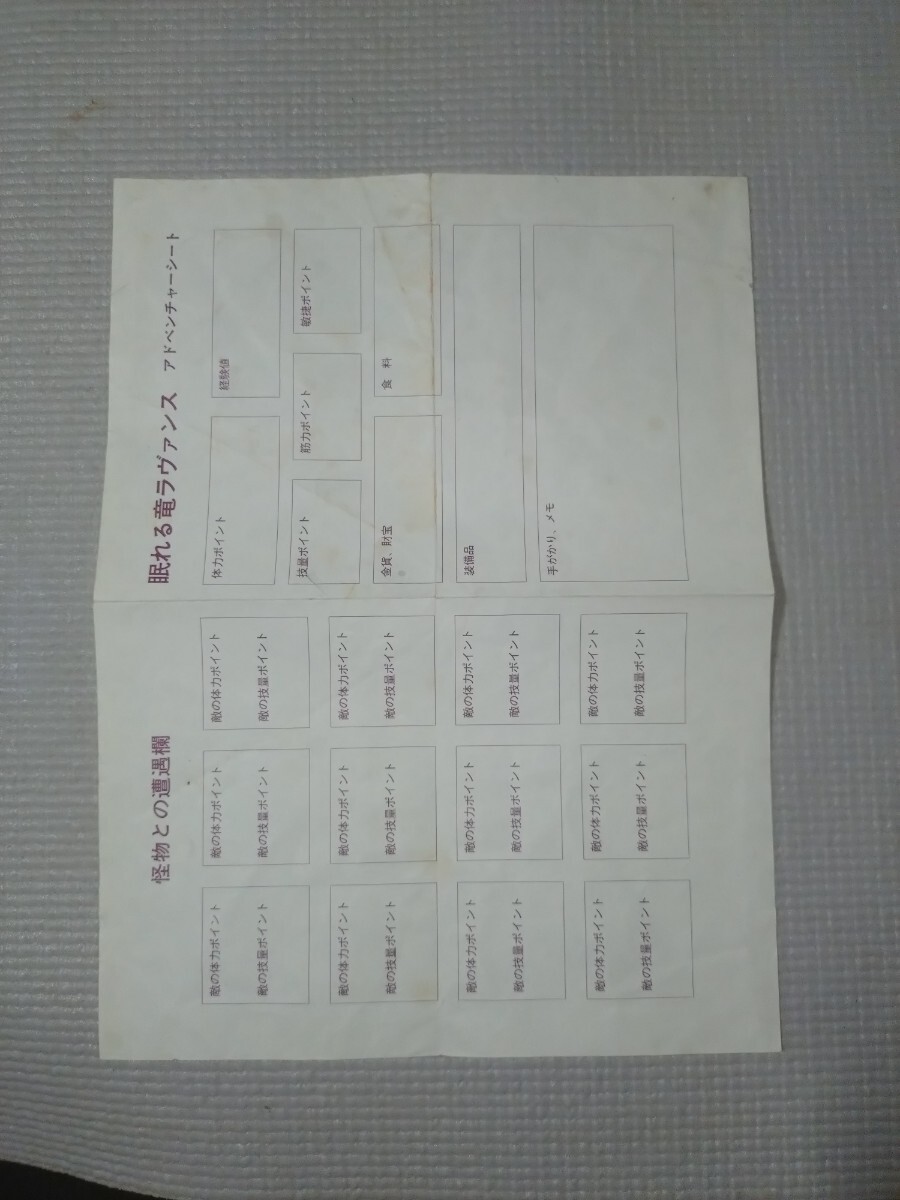 怪物との遭遇欄
敵の体力ポイント
敵の技量ポイント
敵の体力ポイント
敵の技量ポイント
敵の体力ポイント
敵の技量ポイント
敵の体力ポイント
敵の技量ポイント
敵の体力ポイント
敵の技量ポイント
敵の体力ポイント
敵の技量ポイント
敵の体力ポイント
敵の技量ポイント
敵の体力ポイント
敵の技量ポイント
敵の体力ポイント
敵の技量ポイント
敵の体力ポイント
敵の技量ポイント
敵の体力ポイント
敵の技量ポイント
敵の体力ポイント
敵の技量ポイント
眠れる竜ラヴァンス アドベンチャーシート
体力ポイント
経験値
技量ポイント
筋力ポイント
敏捷ポイント
金貨、財宝
食 料
装備品
手がかり、メモ